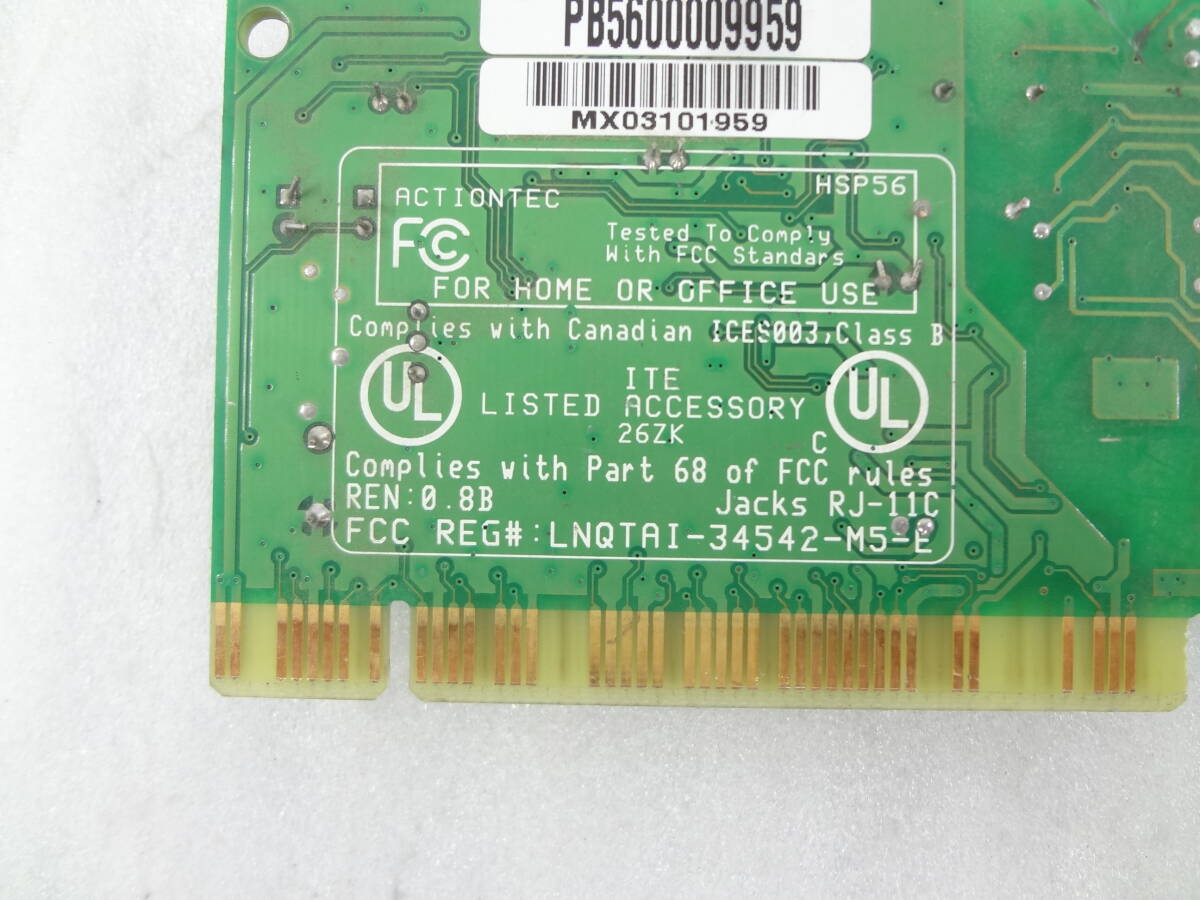 PB5600009959
MX03101959
ACTIONTEC HSP56
FC Tested To Comply
With FCC Standars
FOR HOME OR OFFICE USE
Complies with Canadian ICES003,Class B
UL ITE UL
LISTED ACCESSORY
26ZK C
Complies with Part 68 of FCC rules
REN:0.8B Jacks RJ-11C
FCC REG#:LNQTAI-34542-M5-E